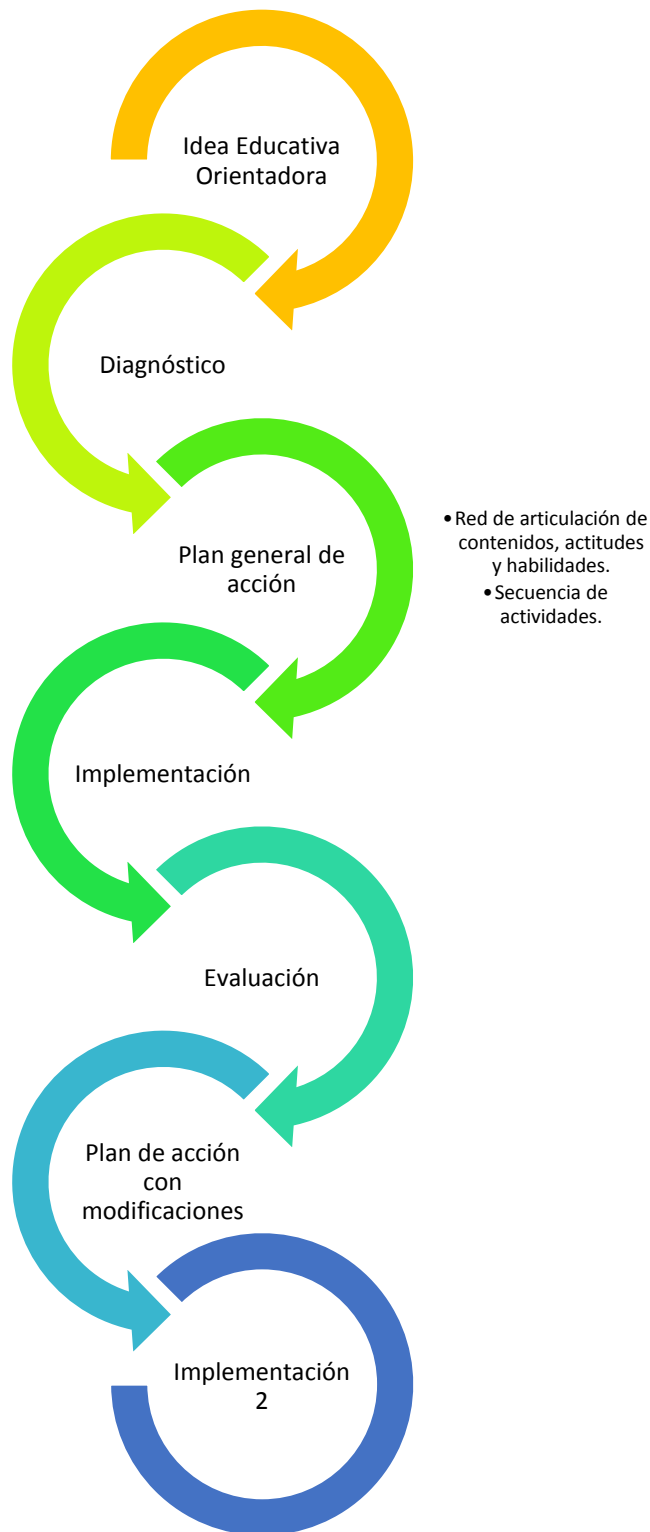 Idea Educativa
Orientadora
Diagnóstico
Plan general de
acción
•Red de articulación de
contenidos, actitudes
y habilidades.
•Secuencia de
actividades.
Implementación
Evaluación
Plan de acción
con
modificaciones
Implementación
2